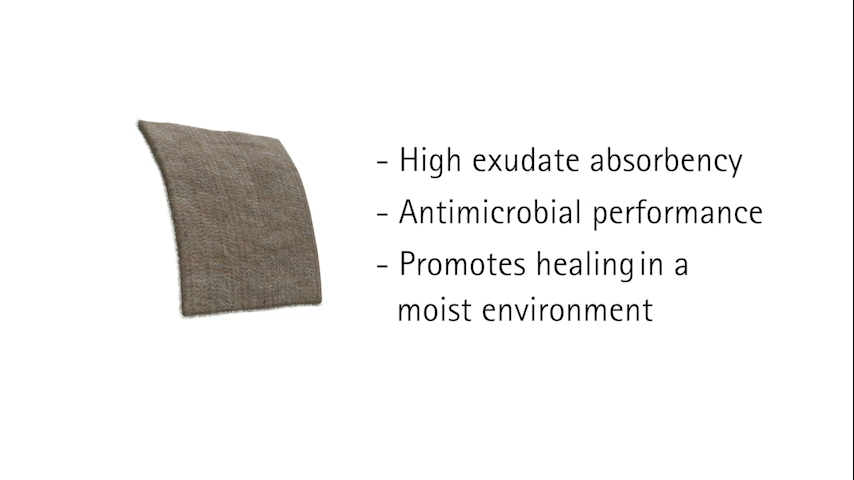 - High exudate absorbency
- Antimicrobial performance
- Promotes healing in a
moist environment